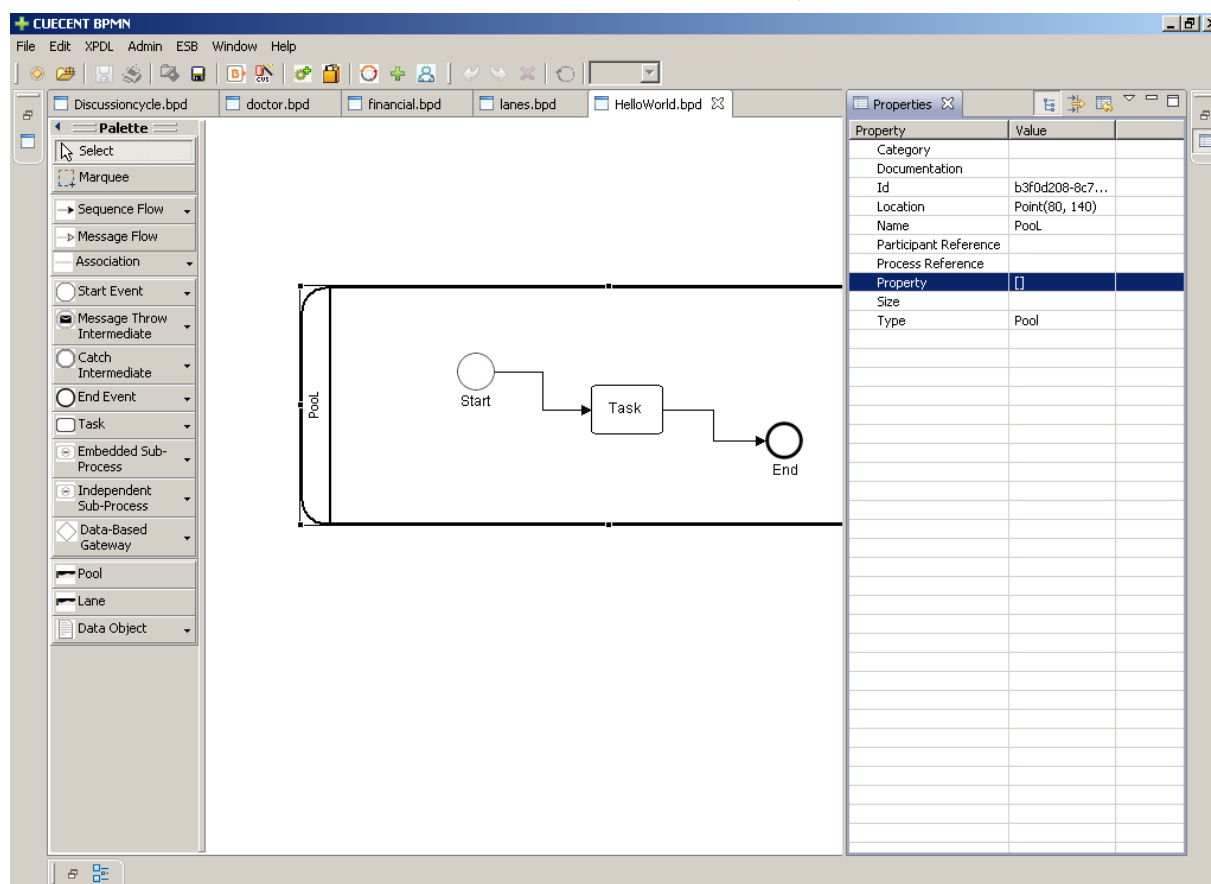 CUECENT BPMN
File Edit XPDL Admin ESB Window Help
B CUS
Discussioncycle.bpd doctor.bpd financial.bpd lanes.bpd HelloWorld.bpd Properties
Palette
Select
Marquee
Sequence Flow
Message Flow
Association
Start Event
Message Throw
Intermediate
Catch
Intermediate
End Event
Task
Embedded Sub-
Process
Independent
Sub-Process
Data-Based
Gateway
Pool
Lane
Data Object
PooL
Start
Task
End
Property Value
Category
Documentation
Id b3f0d208-8c7...
Location Point(80, 140)
Name PooL
Participant Reference
Process Reference
Property []
Size
Type Pool